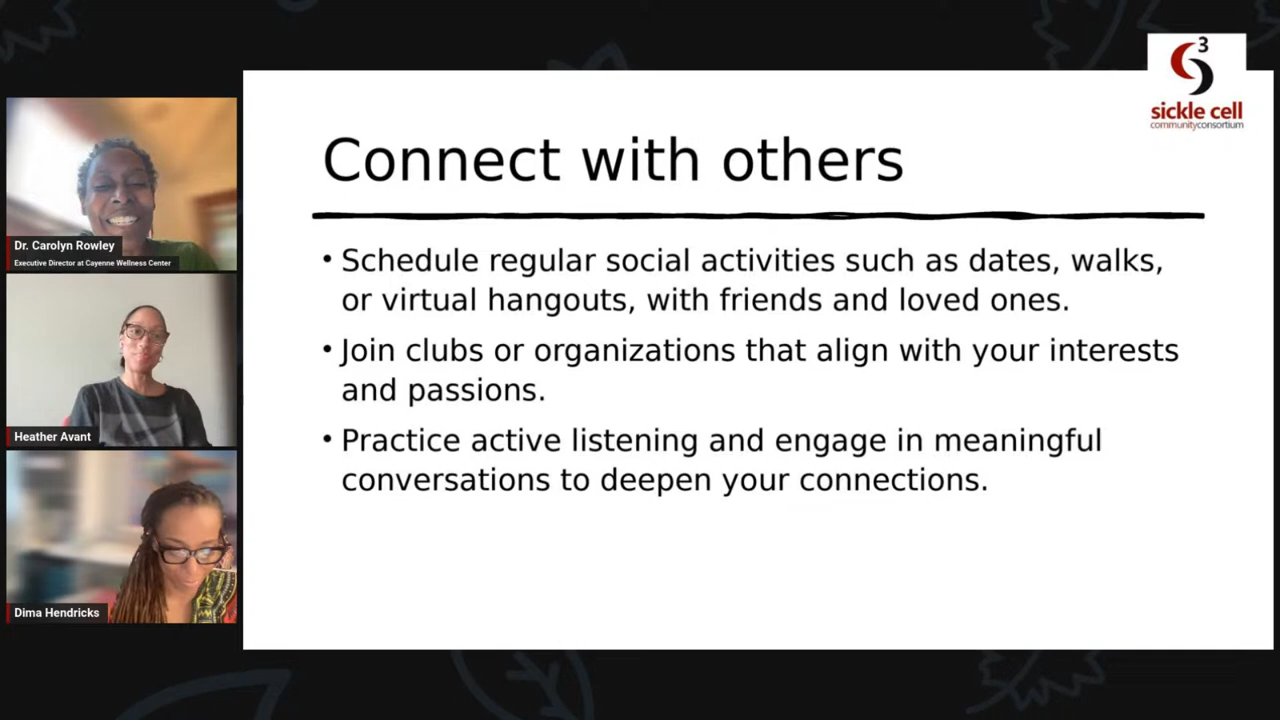 3
sickle cell
communityconsortium
Connect with others
• Schedule regular social activities such as dates, walks,
or virtual hangouts, with friends and loved ones.
• Join clubs or organizations that align with your interests
and passions.
• Practice active listening and engage in meaningful
conversations to deepen your connections.
Dr. Carolyn Rowley
Executive Director at Cayenne Wellness Center
Heather Avant
Dima Hendricks